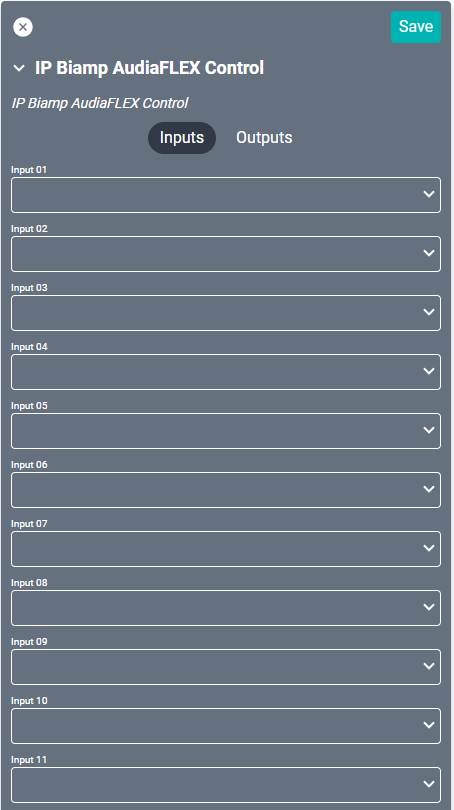 Save
IP Biamp AudiaFLEX Control
IP Biamp AudiaFLEX Control
Inputs Outputs
Input 01
Input 02
Input 03
Input 04
Input 05
Input 06
Input 07
Input 08
Input 09
Input 10
Input 11